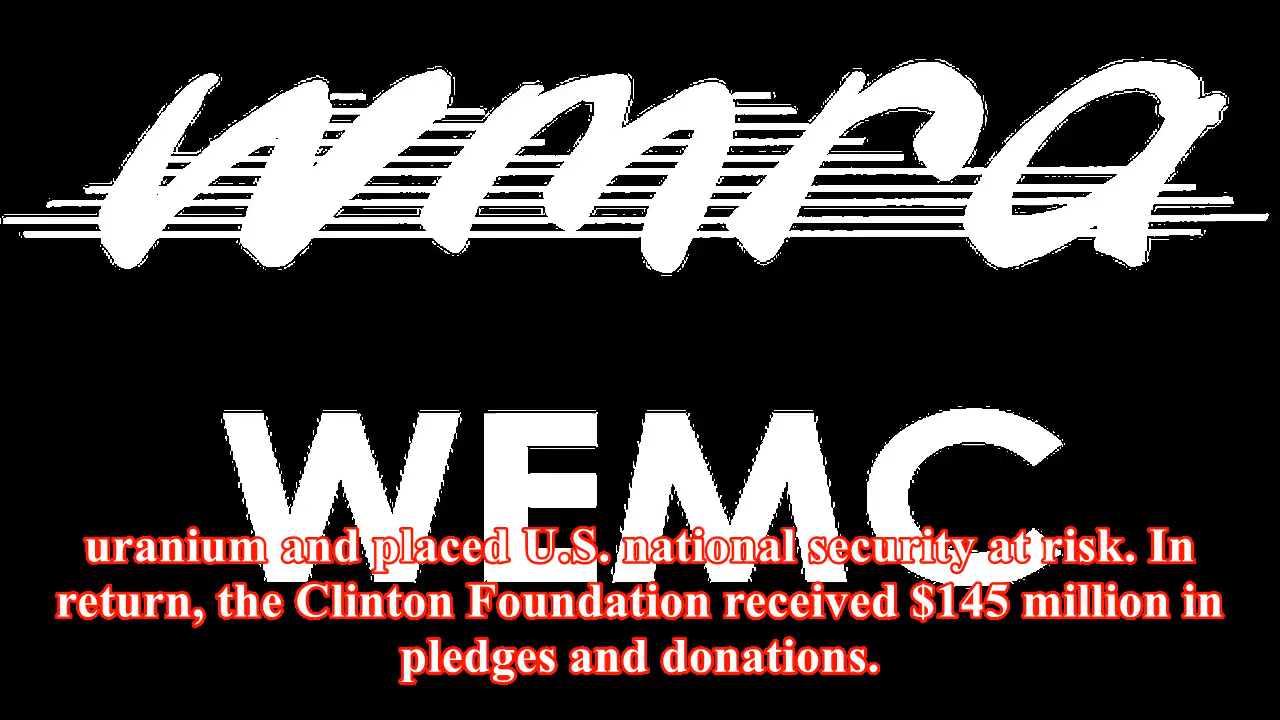 wmra
WEMC
uranium and placed U.S. national security at risk. In
return, the Clinton Foundation received $145 million in
pledges and donations.